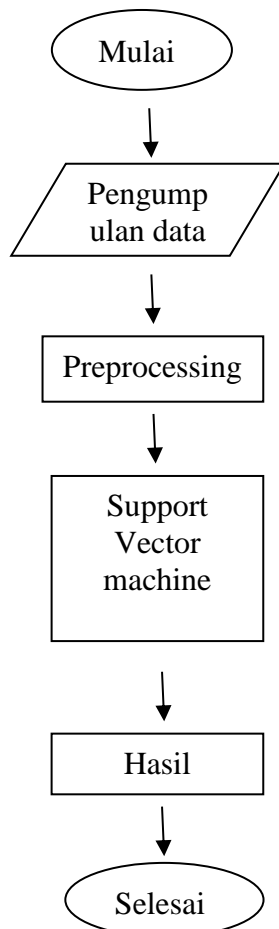 Mulai
Pengump
ulan data
Preprocessing
Support
Vector
machine
Hasil
Selesai